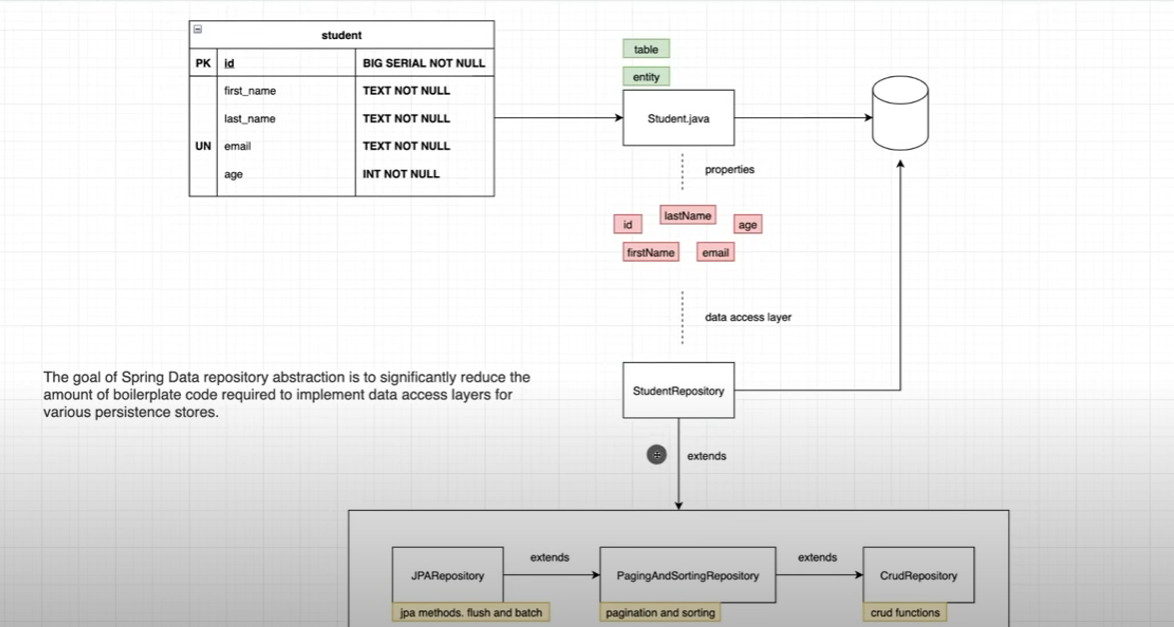 student
PK id BIG SERIAL NOT NULL
first_name TEXT NOT NULL
last_name TEXT NOT NULL
UN email TEXT NOT NULL
age INT NOT NULL
table
entity
Student.java
properties
id
lastName
age
firstName
email
data access layer
The goal of Spring Data repository abstraction is to significantly reduce the
amount of boilerplate code required to implement data access layers for
various persistence stores.
StudentRepository
extends
JPARepository
extends
PagingAndSortingRepository
extends
CrudRepository
jpa methods. flush and batch
pagination and sorting
crud functions